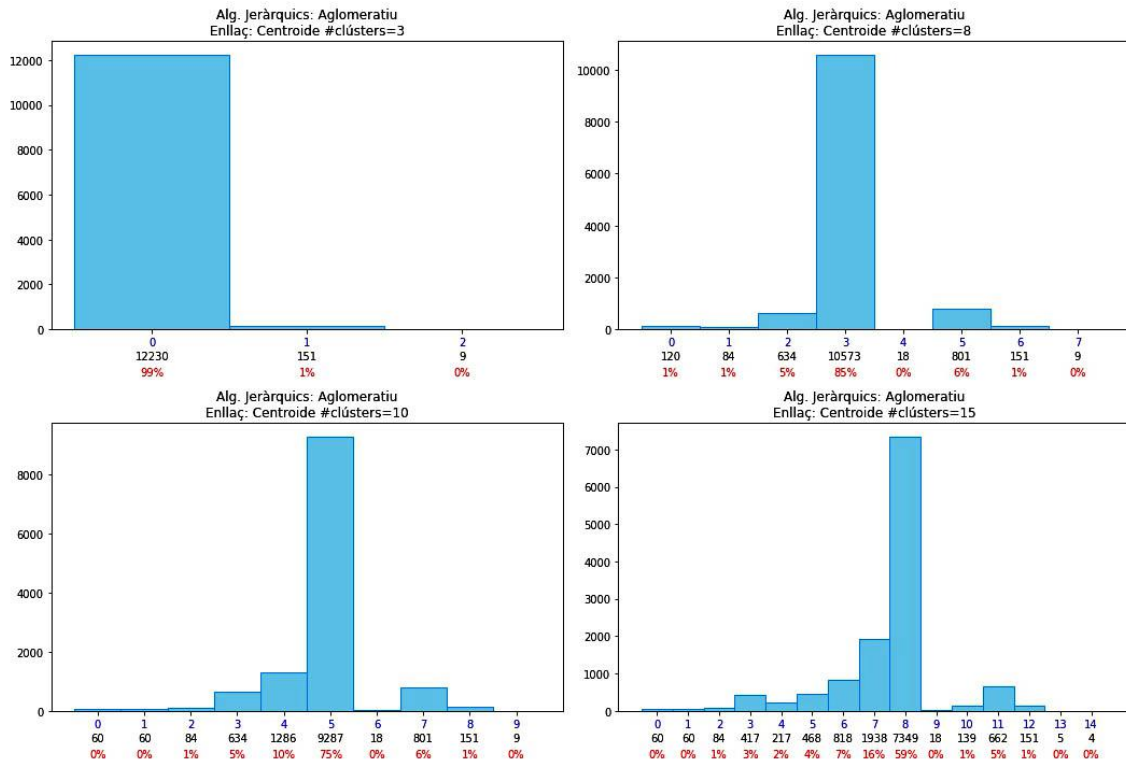 Alg. Jeràrquics: Aglomeratiu
Enllaç: Centroide #clústers=3
12000
10000
8000
6000
4000
2000
0
0 1 2
12230 151 9
99% 1% 0%
Alg. Jeràrquics: Aglomeratiu
Enllaç: Centroide #clústers=8
10000
8000
6000
4000
2000
0
0 1 2 3 4 5 6 7
120 84 634 10573 18 801 151 9
1% 1% 5% 85% 0% 6% 1% 0%
Alg. Jeràrquics: Aglomeratiu
Enllaç: Centroide #clústers=10
8000
6000
4000
2000
0
0 1 2 3 4 5 6 7 8 9
60 60 84 634 1286 9287 18 801 151 9
0% 0% 1% 5% 10% 75% 0% 6% 1% 0%
Alg. Jeràrquics: Aglomeratiu
Enllaç: Centroide #clústers=15
7000
6000
5000
4000
3000
2000
1000
0
0 1 2 3 4 5 6 7 8 9 10 11 12 13 14
60 60 84 417 217 468 818 1938 7349 18 139 662 151 5 4
0% 0% 1% 3% 2% 4% 7% 16% 59% 0% 1% 5% 1% 0% 0%